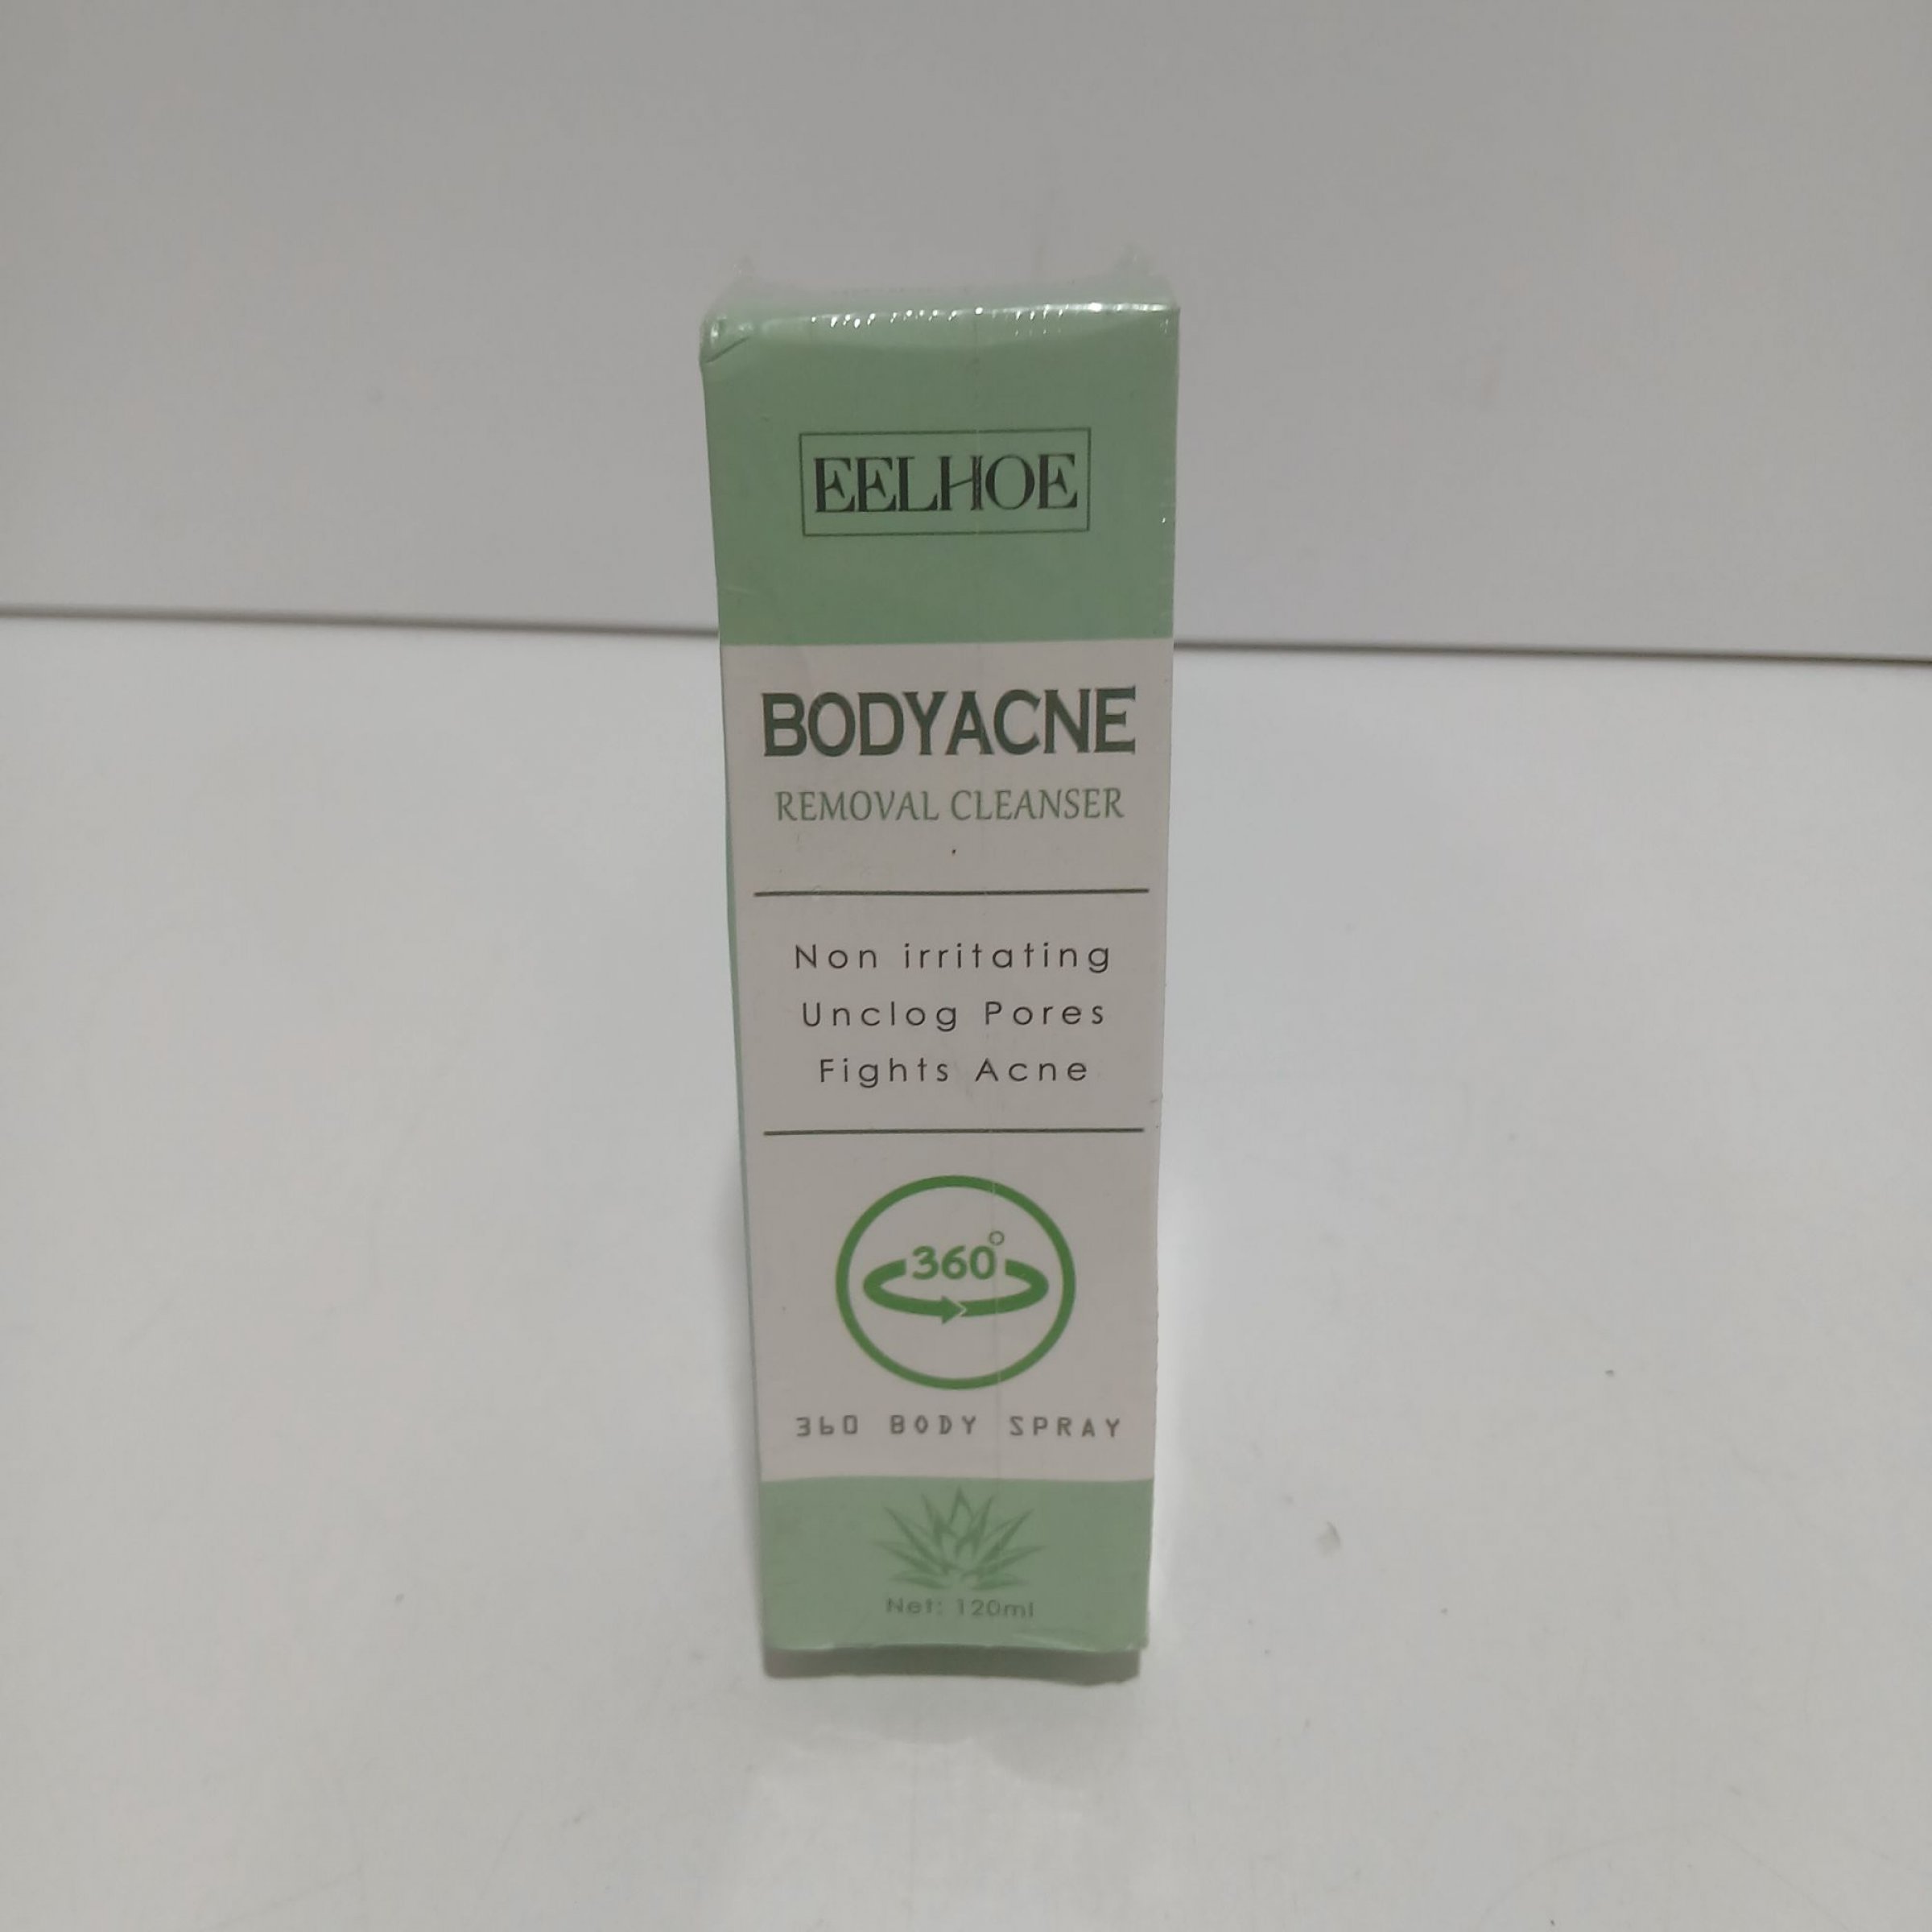 EELHOE
BODYACNE
REMOVAL CLEANSER
Non irritating
Unclog Pores
Fights Acne
360°
360 BODY SPRAY
Net: 120ml